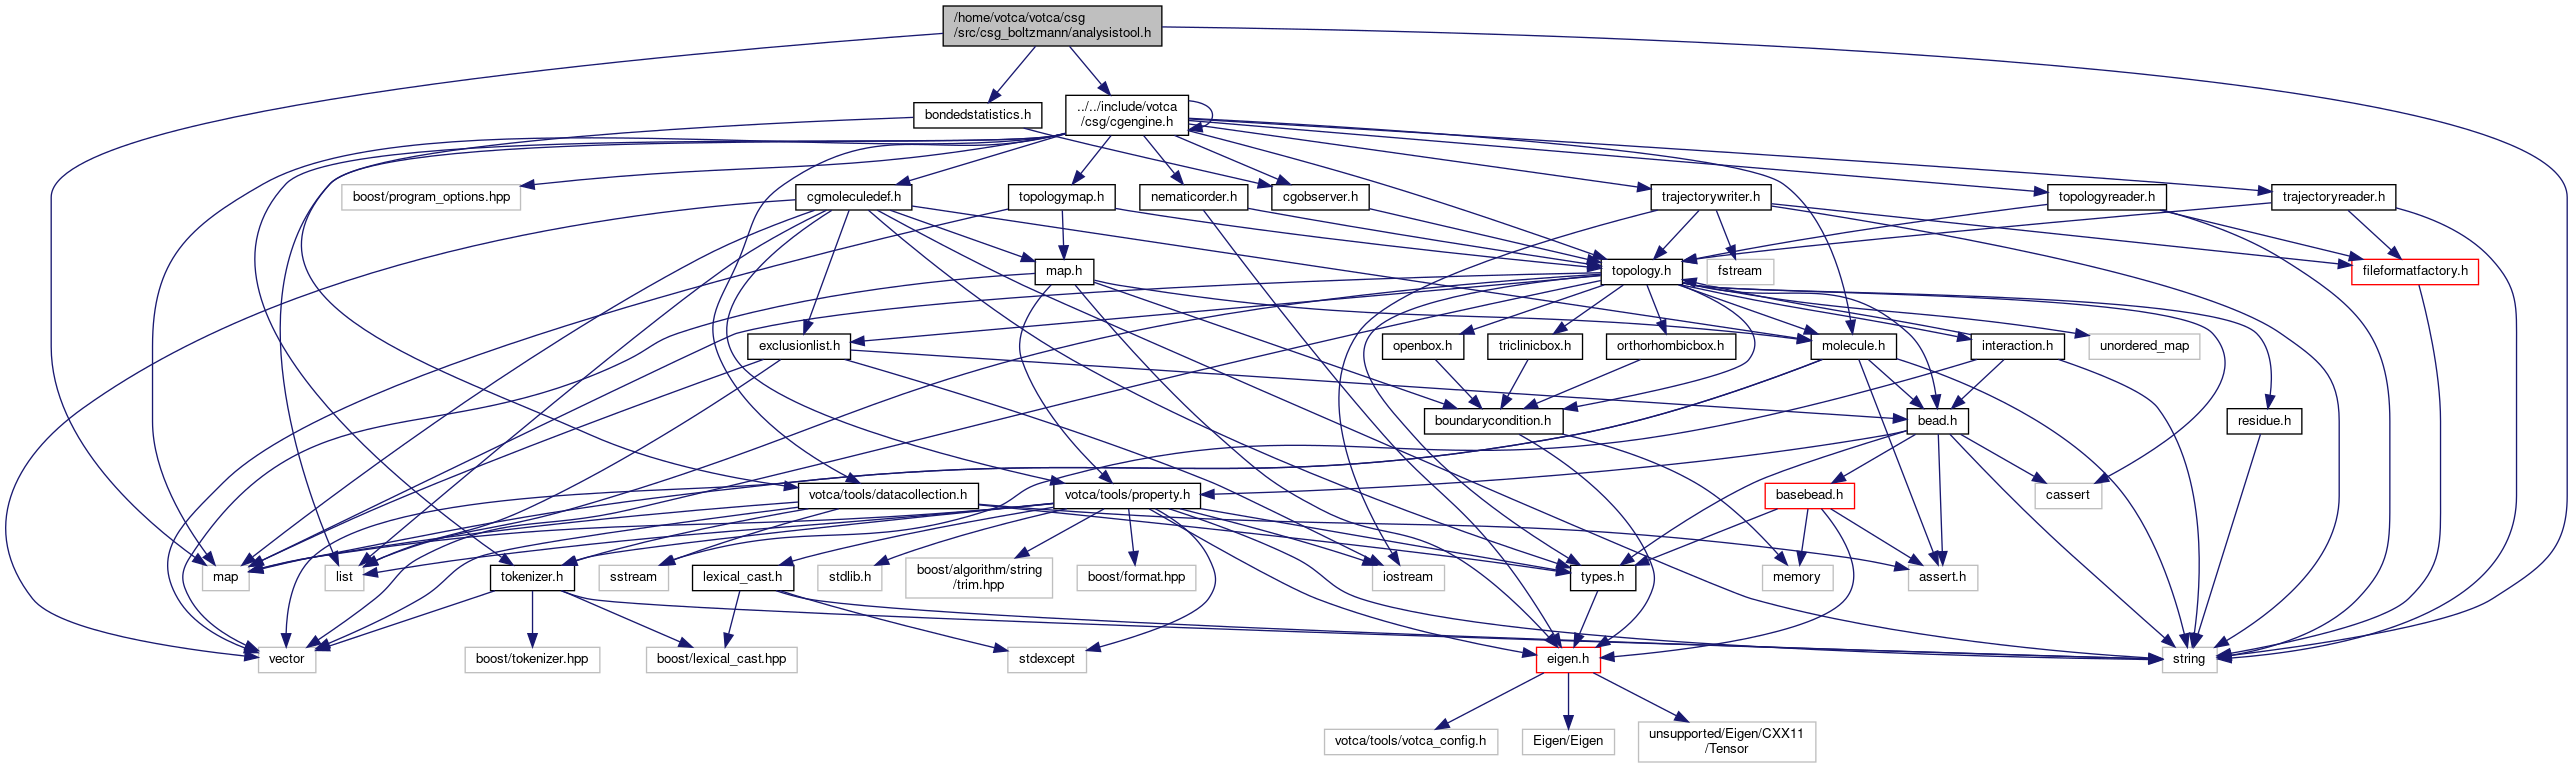 /home/votca/votca/csg
/src/csg_boltzmann/analysistool.h
bondedstatistics.h
../../include/votca
/csg/cgengine.h
boost/program_options.hpp
cgmoleculedef.h
topologymap.h
nematicorder.h
cgobserver.h
trajectorywriter.h
topologyreader.h
trajectoryreader.h
map.h
topology.h
fstream
fileformatfactory.h
exclusionlist.h
openbox.h
triclinicbox.h
orthorhombicbox.h
molecule.h
interaction.h
unordered_map
boundarycondition.h
bead.h
residue.h
votca/tools/datacollection.h
votca/tools/property.h
basebead.h
cassert
map
list
tokenizer.h
sstream
lexical_cast.h
stdlib.h
boost/algorithm/string
/trim.hpp
boost/format.hpp
iostream
types.h
memory
assert.h
vector
boost/tokenizer.hpp
boost/lexical_cast.hpp
stdexcept
eigen.h
string
votca/tools/votca_config.h
Eigen/Eigen
unsupported/Eigen/CXX11
/Tensor